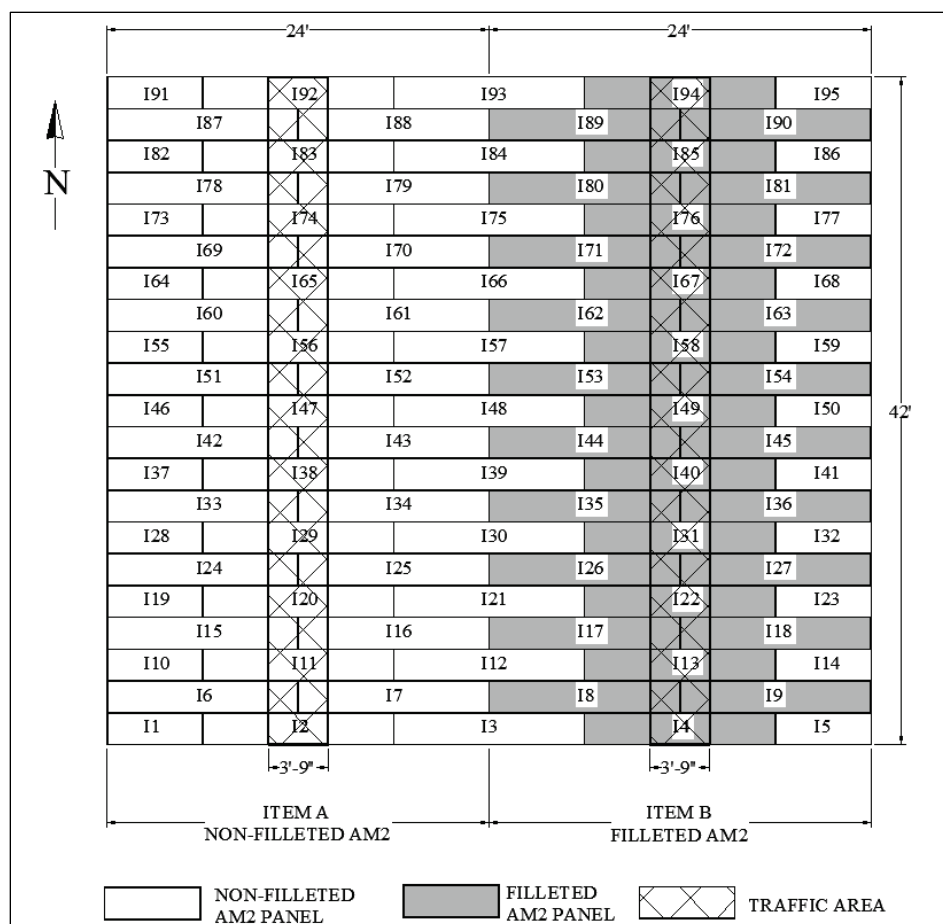 24' 24'
I91 I92 I93 I94 I95
I87 I88 I89 I90
I82 I83 I84 I85 I86
N I78 I79 I80 I81
I73 I74 I75 I76 I77
I69 I70 I71 I72
I64 I65 I66 I67 I68
I60 I61 I62 I63
I55 I56 I57 I58 I59
I51 I52 I53 I54
I46 I47 I48 I49 I50 42'
I42 I43 I44 I45
I37 I38 I39 I40 I41
I33 I34 I35 I36
I28 I29 I30 I31 I32
I24 I25 I26 I27
I19 I20 I21 I22 I23
I15 I16 I17 I18
I10 I11 I12 I13 I14
I6 I7 I8 I9
I1 I2 I3 I4 I5
3'-9" 3'-9"
ITEM A
NON-FILLETED AM2
ITEM B
FILLETED AM2
NON-FILLETED
AM2 PANEL
FILLETED
AM2 PANEL
TRAFFIC AREA